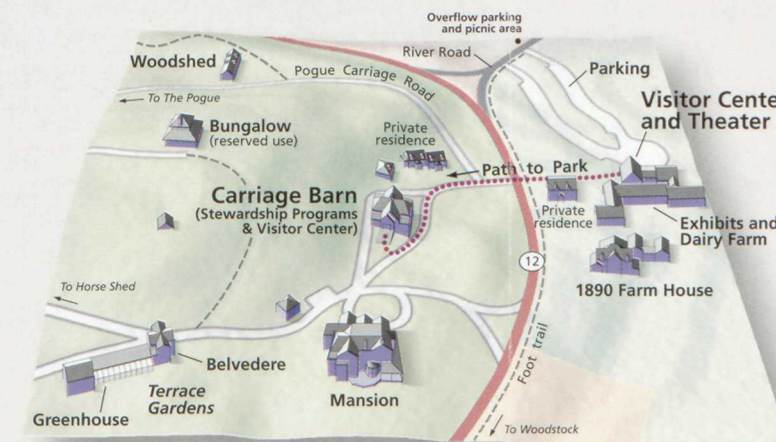 Overflow parking
and picnic area
River Road
Parking
Woodshed
Pogue Carriage Road
To The Pogue
Visitor Cente
and Theater
Bungalow
(reserved use)
Private
residence
Path to Park
Carriage Barn
(Stewardship Programs
& Visitor Center)
Private
residence
Exhibits and
Dairy Farm
12
1890 Farm House
To Horse Shed
Belvedere
Foot trail
Terrace
Gardens
Mansion
Greenhouse
To Woodstock